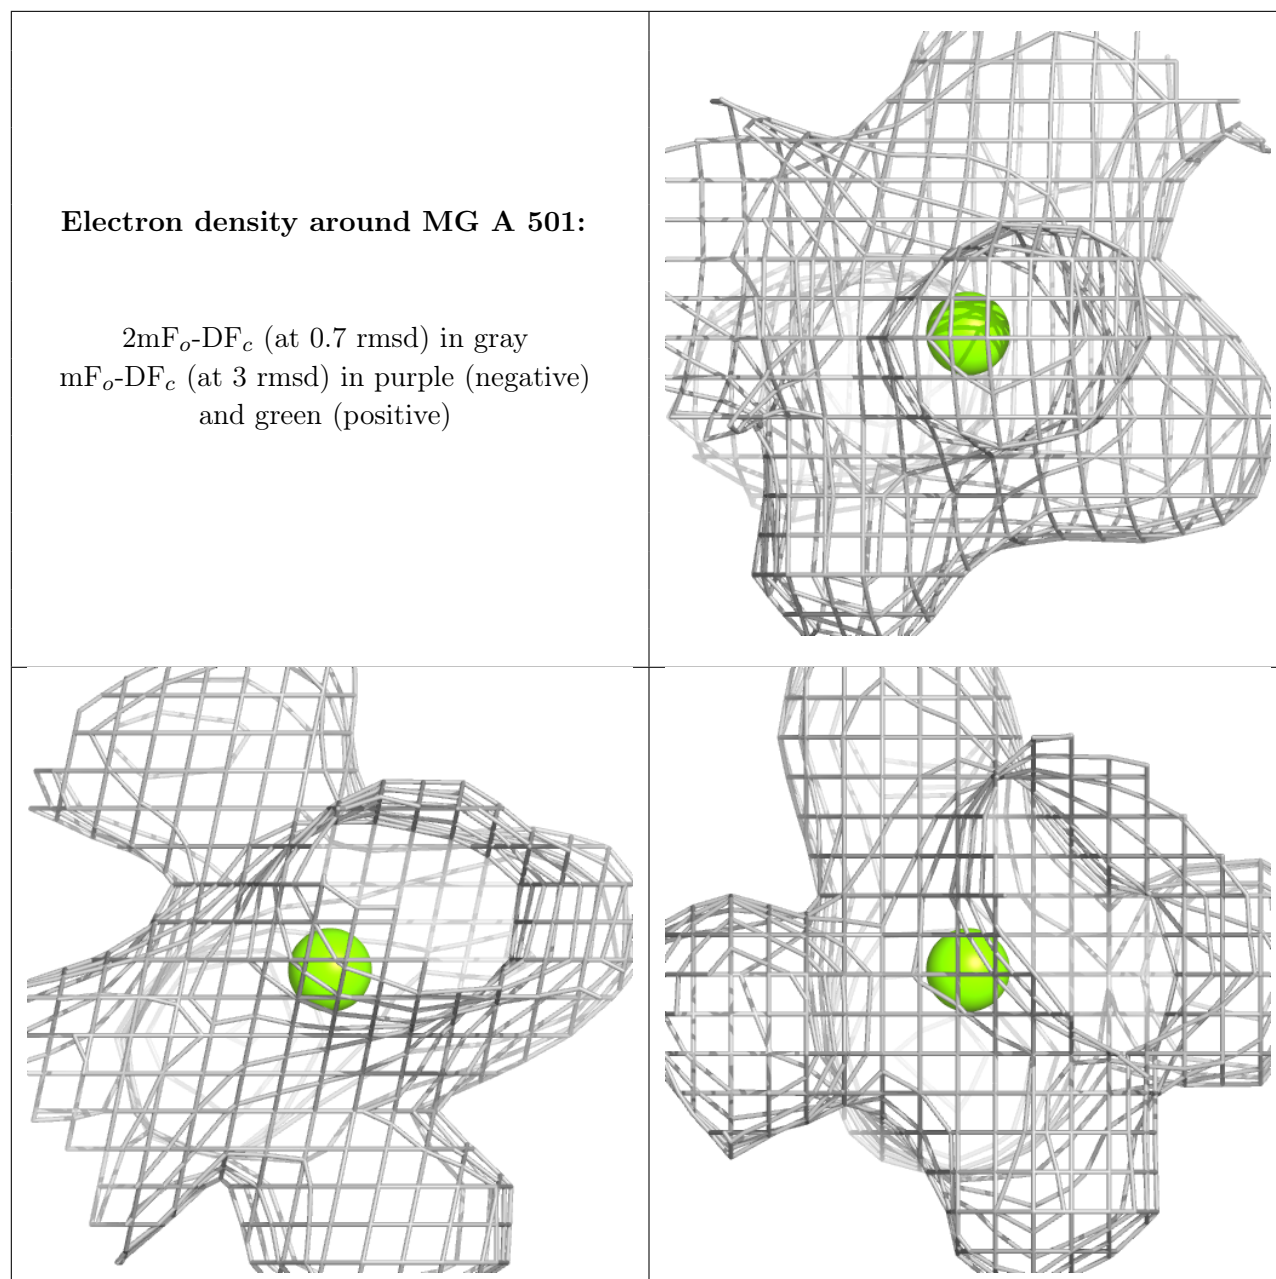 Electron density around MG A 501:
2mFo-DFc (at 0.7 rmsd) in gray
mFo-DFc (at 3 rmsd) in purple (negative)
and green (positive)